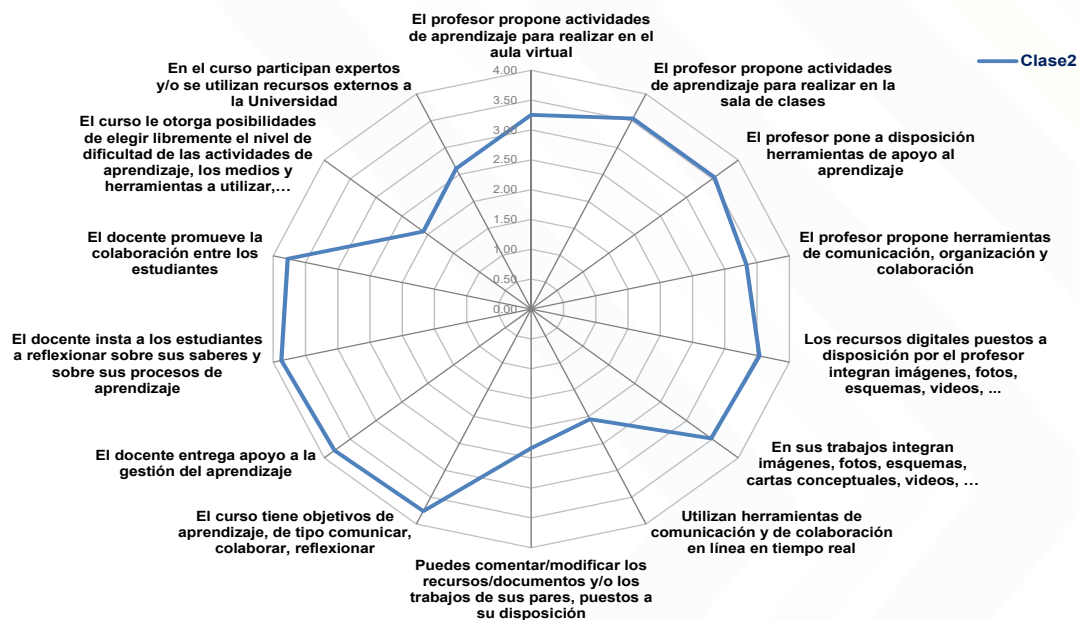 El profesor propone actividades
de aprendizaje para realizar en el
aula virtual
Clase2
El profesor propone actividades
de aprendizaje para realizar en la
sala de clases
El profesor pone a disposición
herramientas de apoyo al
aprendizaje
El profesor propone herramientas
de comunicación, organización y
colaboración
Los recursos digitales puestos a
disposición por el profesor
integran imágenes, fotos,
esquemas, videos, ...
En sus trabajos integran
imágenes, fotos, esquemas,
cartas conceptuales, videos, …
Utilizan herramientas de
comunicación y de colaboración
en línea en tiempo real
Puedes comentar/modificar los
recursos/documentos y/o los
trabajos de sus pares, puestos a
su disposición
El curso tiene objetivos de
aprendizaje, de tipo comunicar,
colaborar, reflexionar
El docente entrega apoyo a la
gestión del aprendizaje
El docente insta a los estudiantes
a reflexionar sobre sus saberes y
sobre sus procesos de
aprendizaje
El docente promueve la
colaboración entre los
estudiantes
El curso le otorga posibilidades
de elegir libremente el nivel de
dificultad de las actividades de
aprendizaje, los medios y
herramientas a utilizar,…
En el curso participan expertos
y/o se utilizan recursos externos a
la Universidad
4.00
3.50
3.00
2.50
2.00
1.50
1.00
0.50
0.00